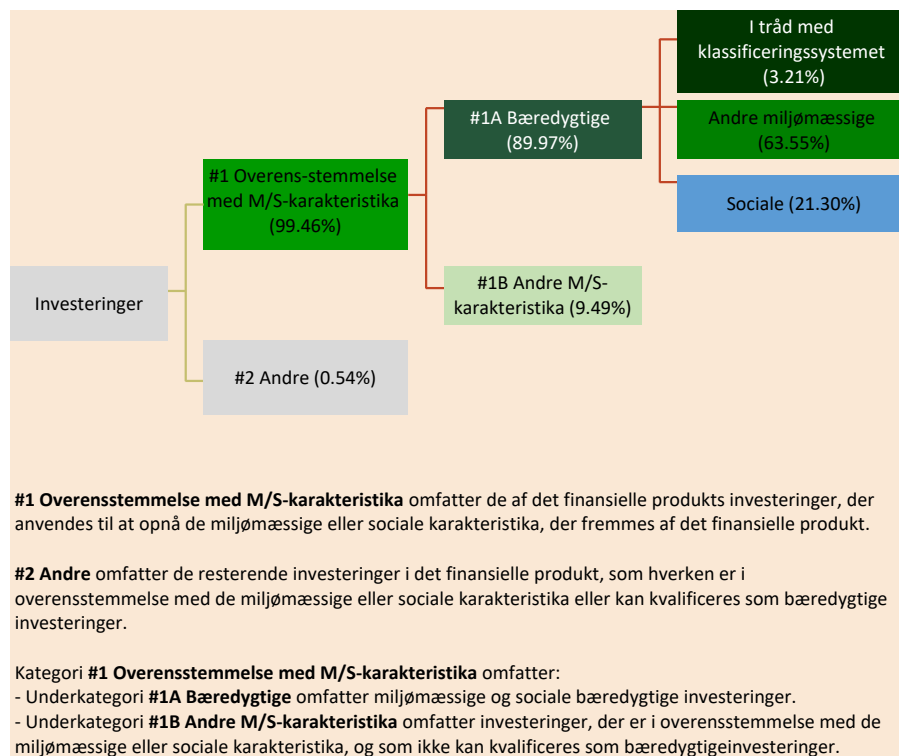 I tråd med
klassificeringssystemet
(3.21%)
#1A Bæredygtige
(89.97%)
Andre miljømæssige
(63.55%)
#1 Overens-stemmelse
med M/S-karakteristika
(99.46%)
Sociale (21.30%)
Investeringer
#1B Andre M/S-
karakteristika (9.49%)
#2 Andre (0.54%)
#1 Overensstemmelse med M/S-karakteristika omfatter de af det finansielle produkts investeringer, der
anvendes til at opnå de miljømæssige eller sociale karakteristika, der fremmes af det finansielle produkt.
#2 Andre omfatter de resterende investeringer i det finansielle produkt, som hverken er i
overensstemmelse med de miljømæssige eller sociale karakteristika eller kan kvalificeres som bæredygtige
investeringer.
Kategori #1 Overensstemmelse med M/S-karakteristika omfatter:
- Underkategori #1A Bæredygtige omfatter miljømæssige og sociale bæredygtige investeringer.
- Underkategori #1B Andre M/S-karakteristika omfatter investeringer, der er i overensstemmelse med de
miljømæssige eller sociale karakteristika, og som ikke kan kvalificeres som bæredygtigeinvesteringer.